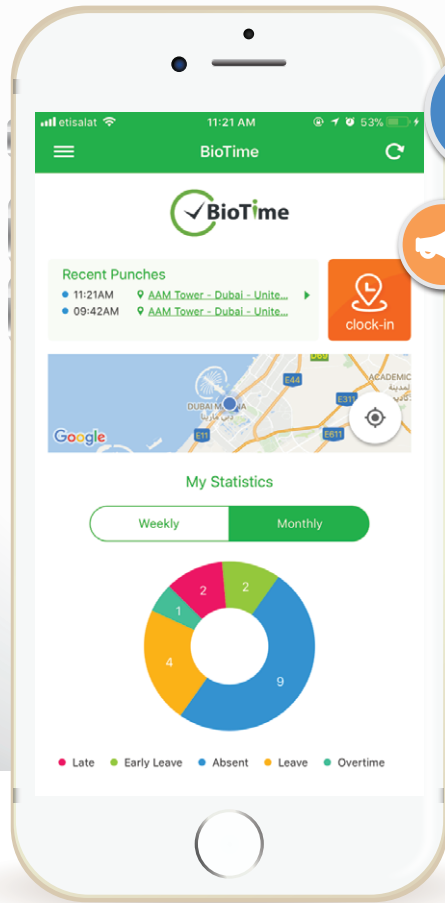 etisalat 11:21 AM 53%
BioTime
BioTime
Recent Punches
11:21AM AAM Tower - Dubai - Unite...
09:42AM AAM Tower - Dubai - Unite...
clock-in
E44
ACADEMIC
E311
DUBAI
Google
E11
E611
My Statistics
Weekly Monthly
2 2
1
4
9
Late Early Leave Absent Leave Overtime